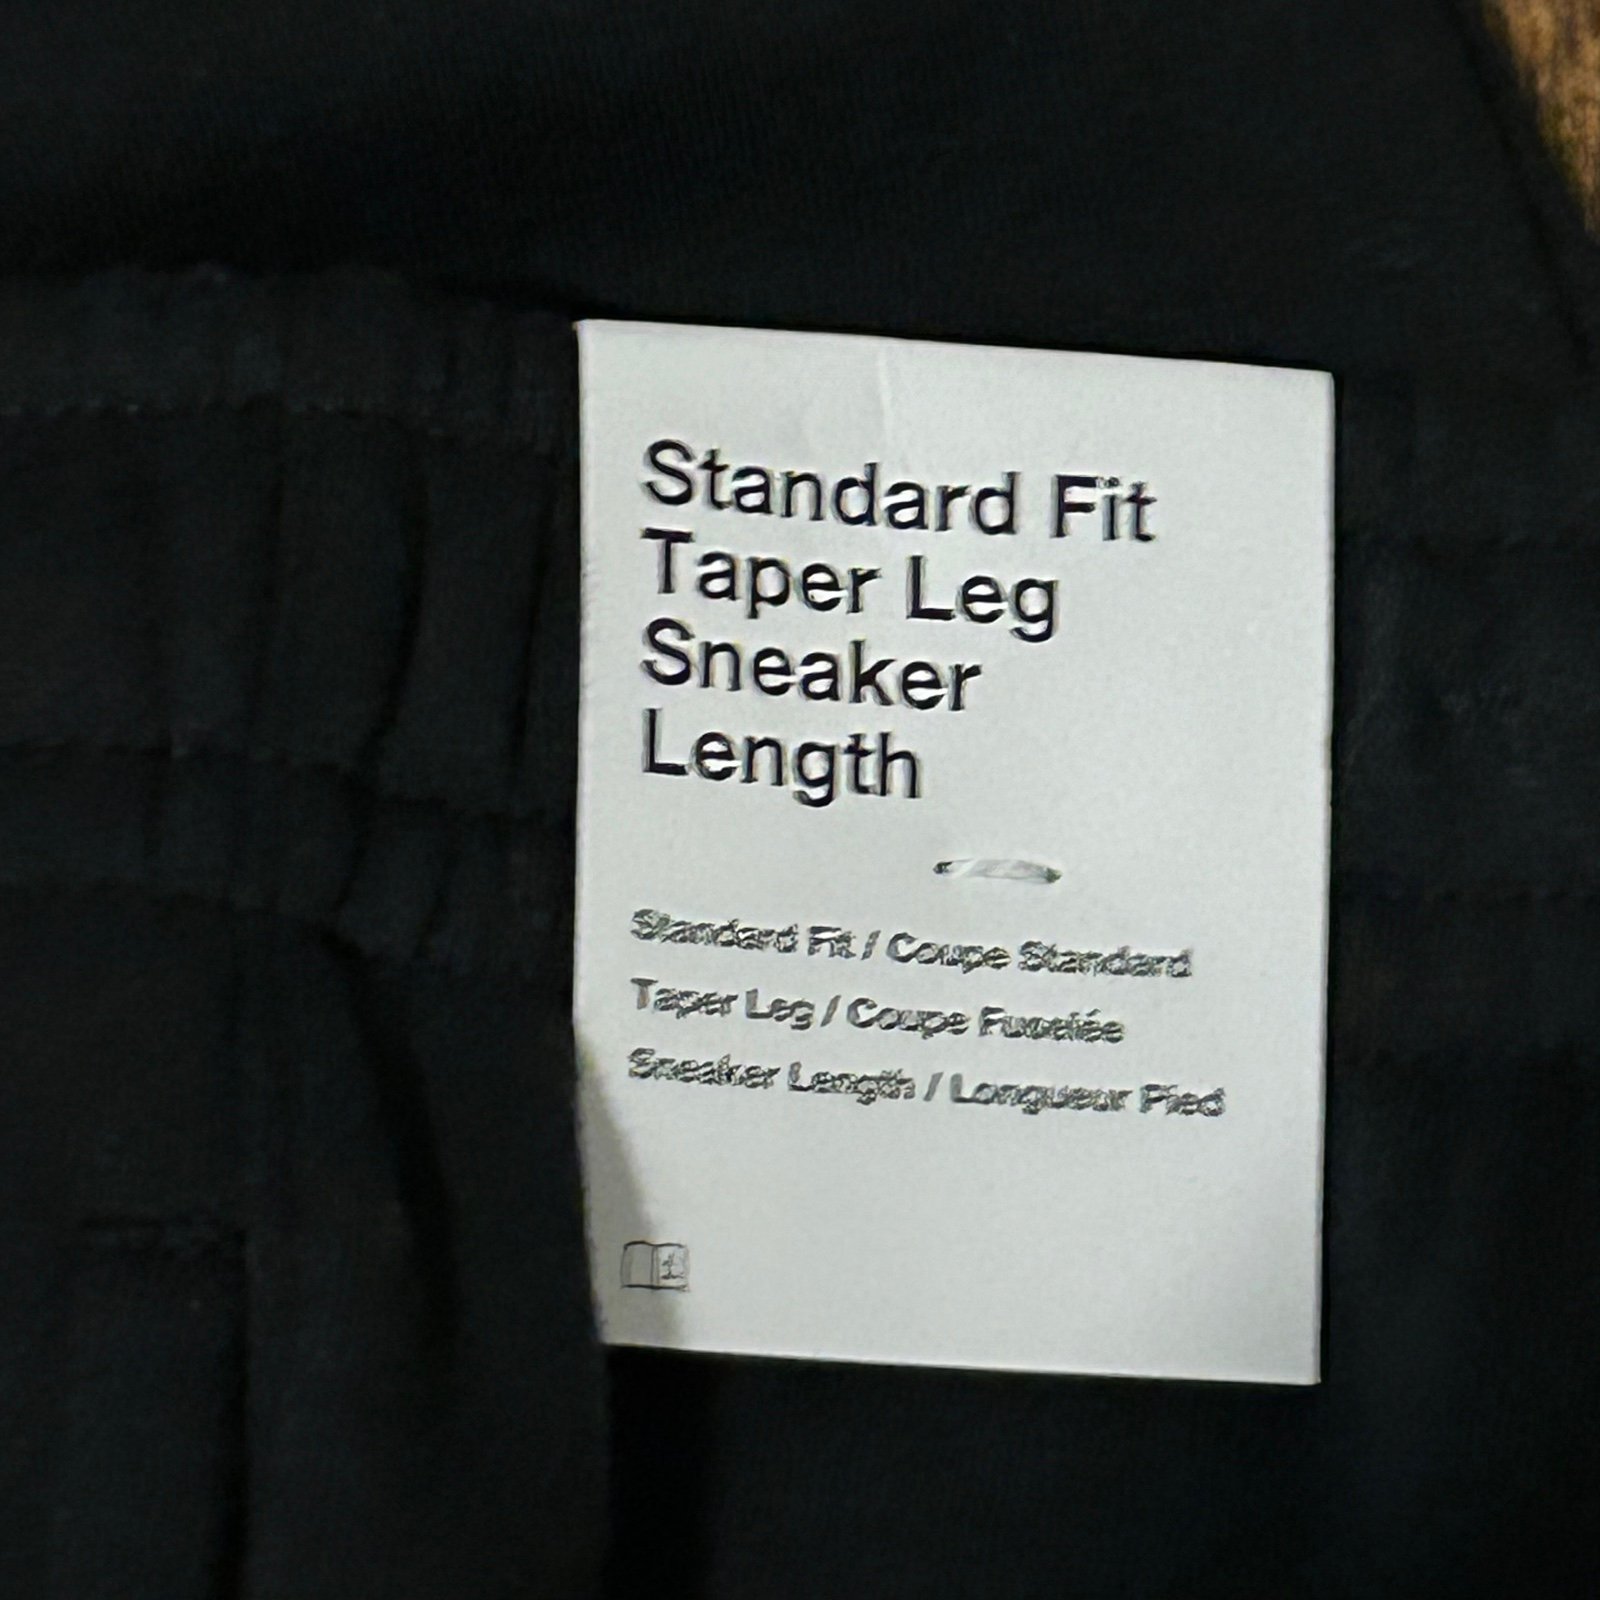 Standard Fit
Taper Leg
Sneaker
Length
Standard Fit / Coupe Standard
Taper Leg / Coupe Fuselée
Sneaker Length / Longueur Pied